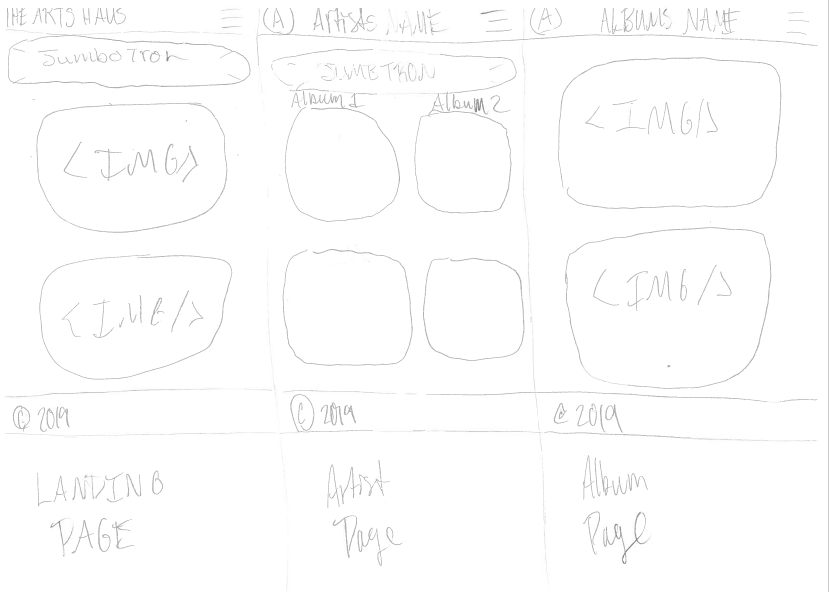 THE ARTS HAUS
JumboTron
<IMG>
<IMG/>
© 2019
LANDING
PAGE
(A) ARTISTS NAME
Album 1
Album 2
© 2019
Artist
Page
(A) ALBUMS NAME
<IMG/>
<IMG/>
© 2019
Album
Page